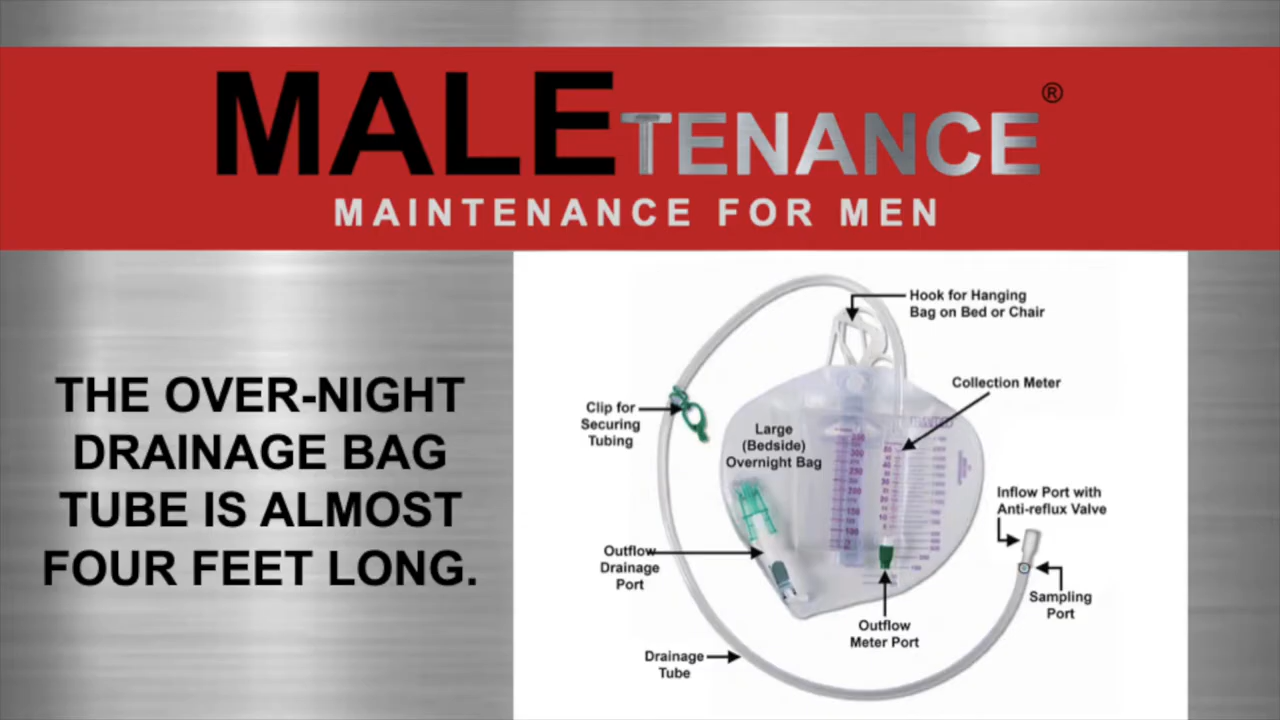 MALETENANCE®
MAINTENANCE FOR MEN
THE OVER-NIGHT
DRAINAGE BAG
TUBE IS ALMOST
FOUR FEET LONG.
Hook for Hanging
Bag on Bed or Chair
Collection Meter
Clip for
Securing
Tubing
Large
(Bedside)
Overnight Bag
Inflow Port with
Anti-reflux Valve
Outflow
Drainage
Port
Sampling
Port
Outflow
Meter Port
Drainage
Tube